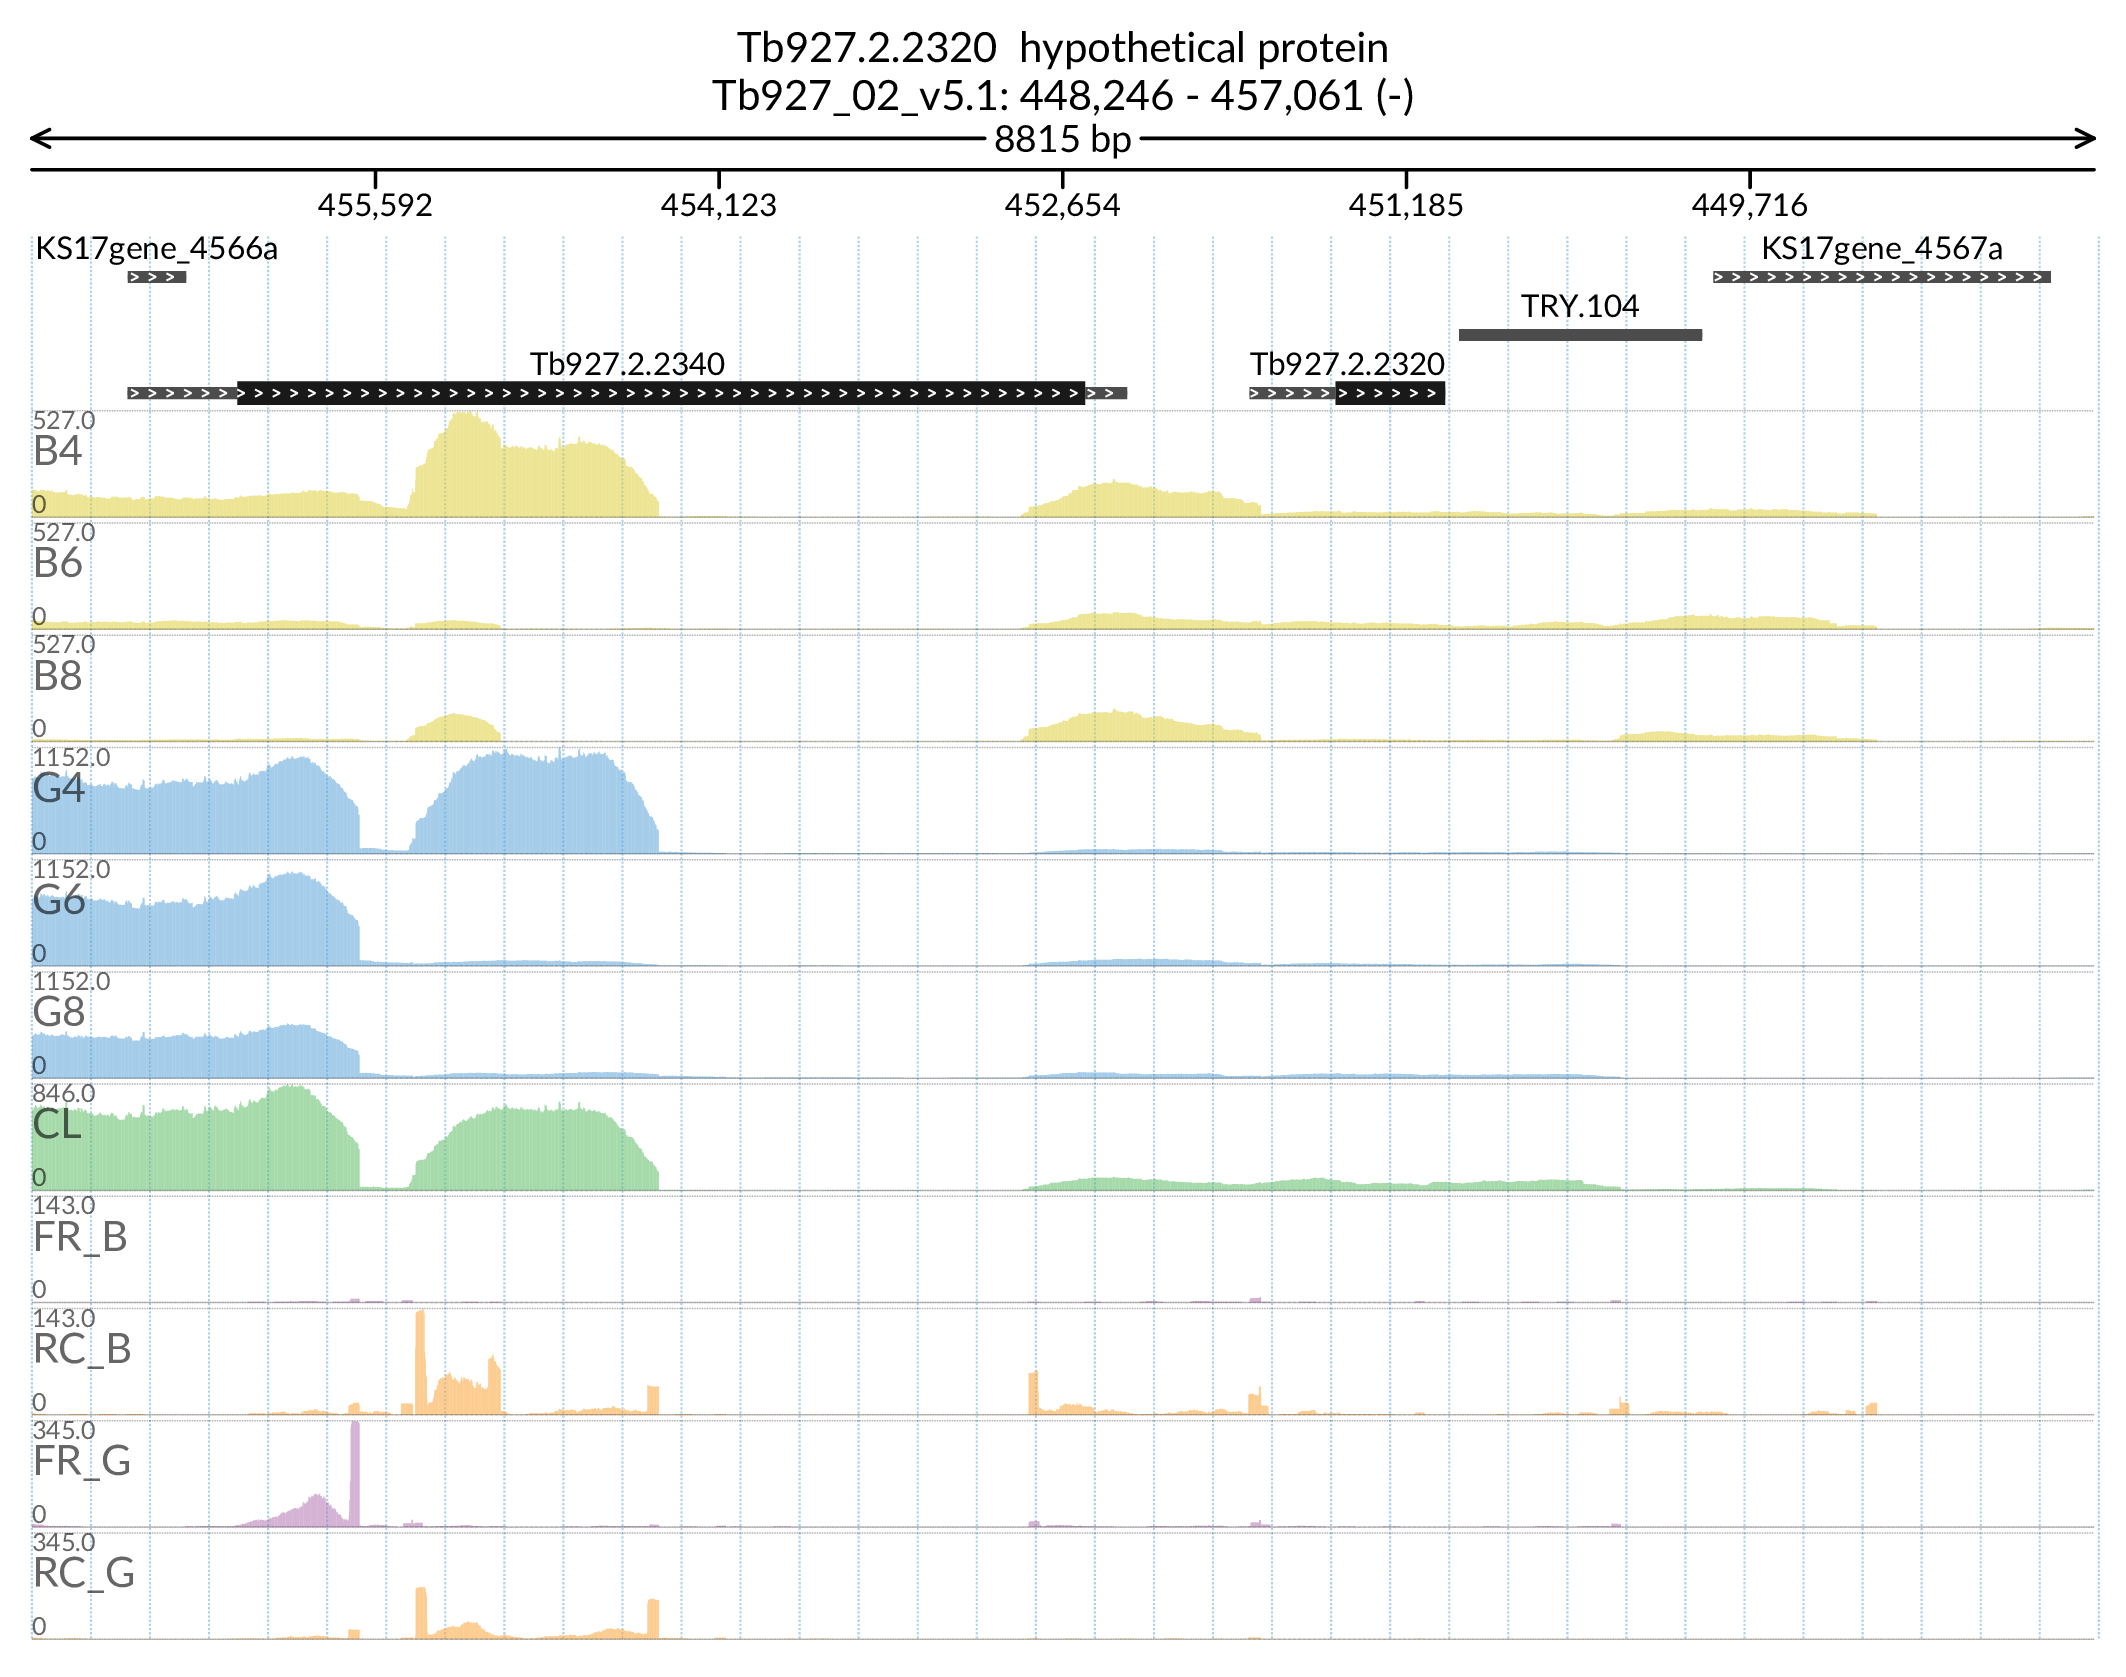 Tb927.2.2320 hypothetical protein
Tb927_02_v5.1: 448,246 - 457,061 (-)
8815 bp
455,592 454,123 452,654 451,185 449,716
KS17gene_4566a KS17gene_4567a
TRY.104
Tb927.2.2340 Tb927.2.2320
527.0
B4
0
527.0
B6
0
527.0
B8
0
1152.0
G4
0
1152.0
G6
0
1152.0
G8
0
846.0
CL
0
143.0
FR_B
0
143.0
RC_B
0
345.0
FR_G
0
345.0
RC_G
0